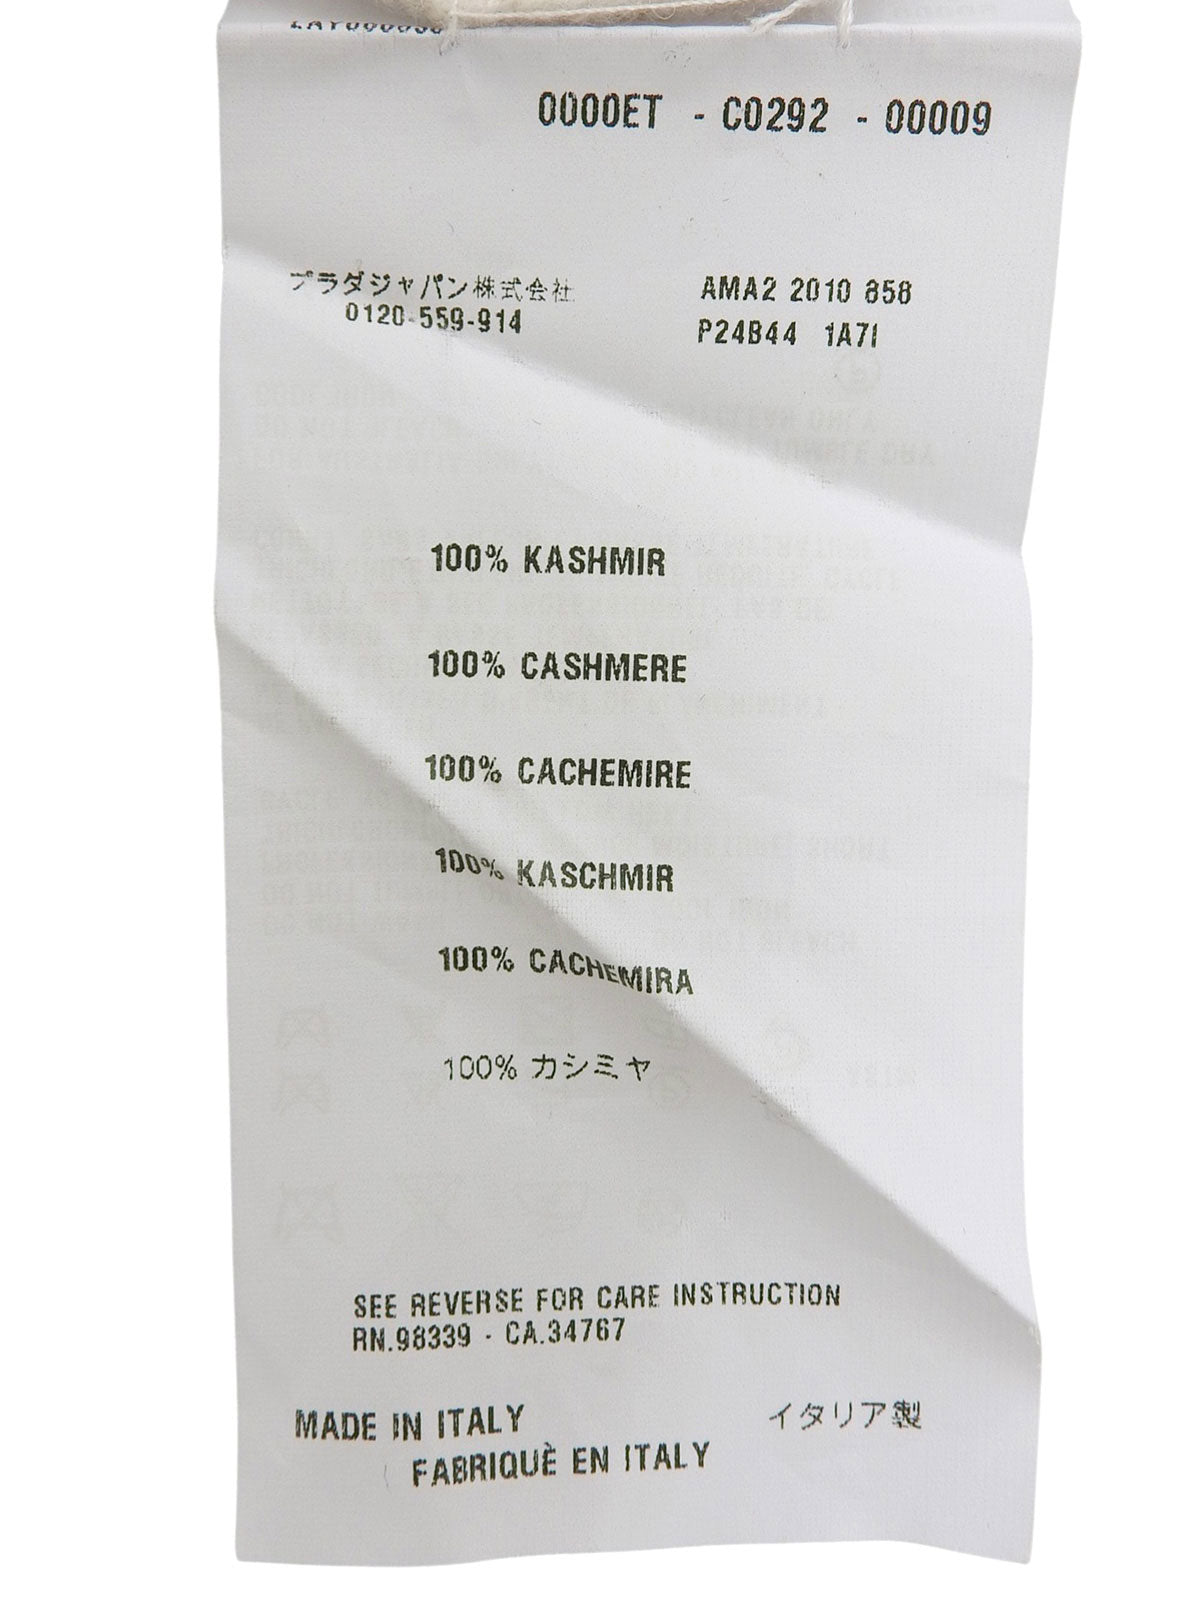 0000ET - C0292 - 00009
プラダジャパン株式会社
0120-559-914
AMA2 2010 858
P24B44 1A7I
100% KASHMIR
100% CASHMERE
100% CACHEMIRE
100% KASCHMIR
100% CACHEMIRA
100% カシミヤ
SEE REVERSE FOR CARE INSTRUCTION
RN.98339 - CA.34767
MADE IN ITALY
イタリア製
FABRIQUÈ EN ITALY